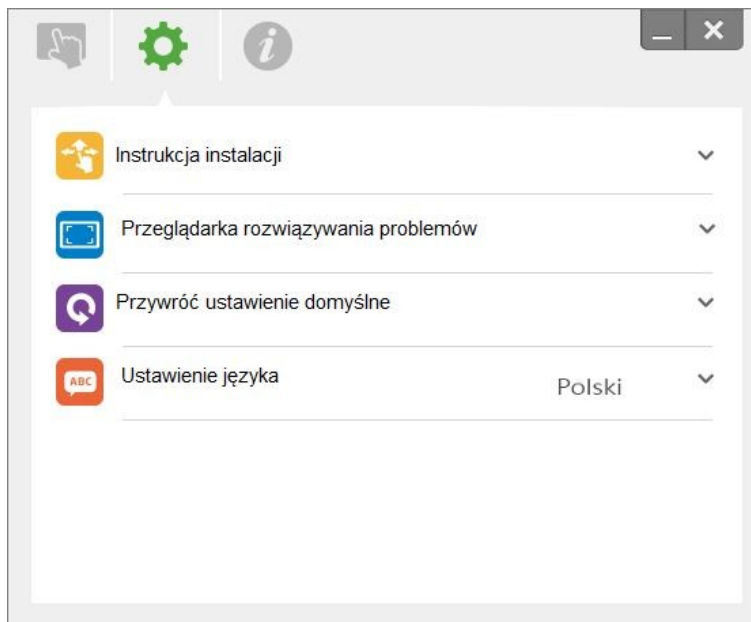 Instrukcja instalacji
Przeglądarka rozwiązywania problemów
Przywróć ustawienie domyślne
ABC
Ustawienie języka
Polski